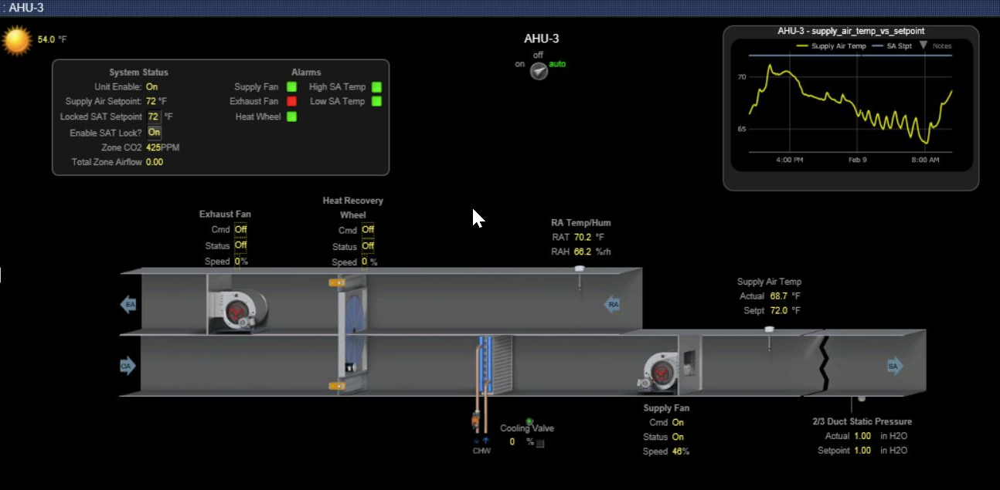 : AHU-3
54.0 °F
AHU-3
off
on auto
System Status
Unit Enable: On
Supply Air Setpoint: 72 °F
Locked SAT Setpoint 72 °F
Enable SAT Lock? On
Zone CO2 425PPM
Total Zone Airflow 0.00
Alarms
Supply Fan High SA Temp
Exhaust Fan Low SA Temp
Heat Wheel
AHU-3 - supply_air_temp_vs_setpoint
Supply Air Temp SA Stpt Notes
70
65
4:00 PM Feb 9 8:00 AM
Exhaust Fan
Cmd Off
Status Off
Speed 0%
Heat Recovery
Wheel
Cmd Off
Status Off
Speed 0 %
RA Temp/Hum
RAT 70.2 °F
RAH 66.2 %rh
Supply Air Temp
Actual 68.7 °F
Setpt 72.0 °F
EA
RA
OA
SA
CHW
Cooling Valve
0 %
Supply Fan
Cmd On
Status On
Speed 46%
2/3 Duct Static Pressure
Actual 1.00 in H2O
Setpoint 1.00 in H2O